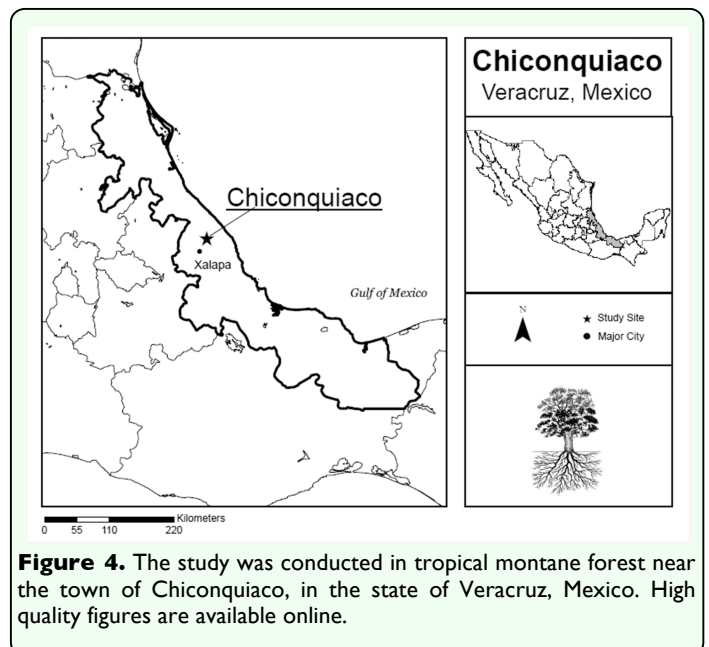 Chiconquiaco
Veracruz, Mexico
Chiconquiaco
Xalapa
Gulf of Mexico
N
Study Site
Major City
Kilometers
0 55 110 220
Figure 4. The study was conducted in tropical montane forest near
the town of Chiconquiaco, in the state of Veracruz, Mexico. High
quality figures are available online.